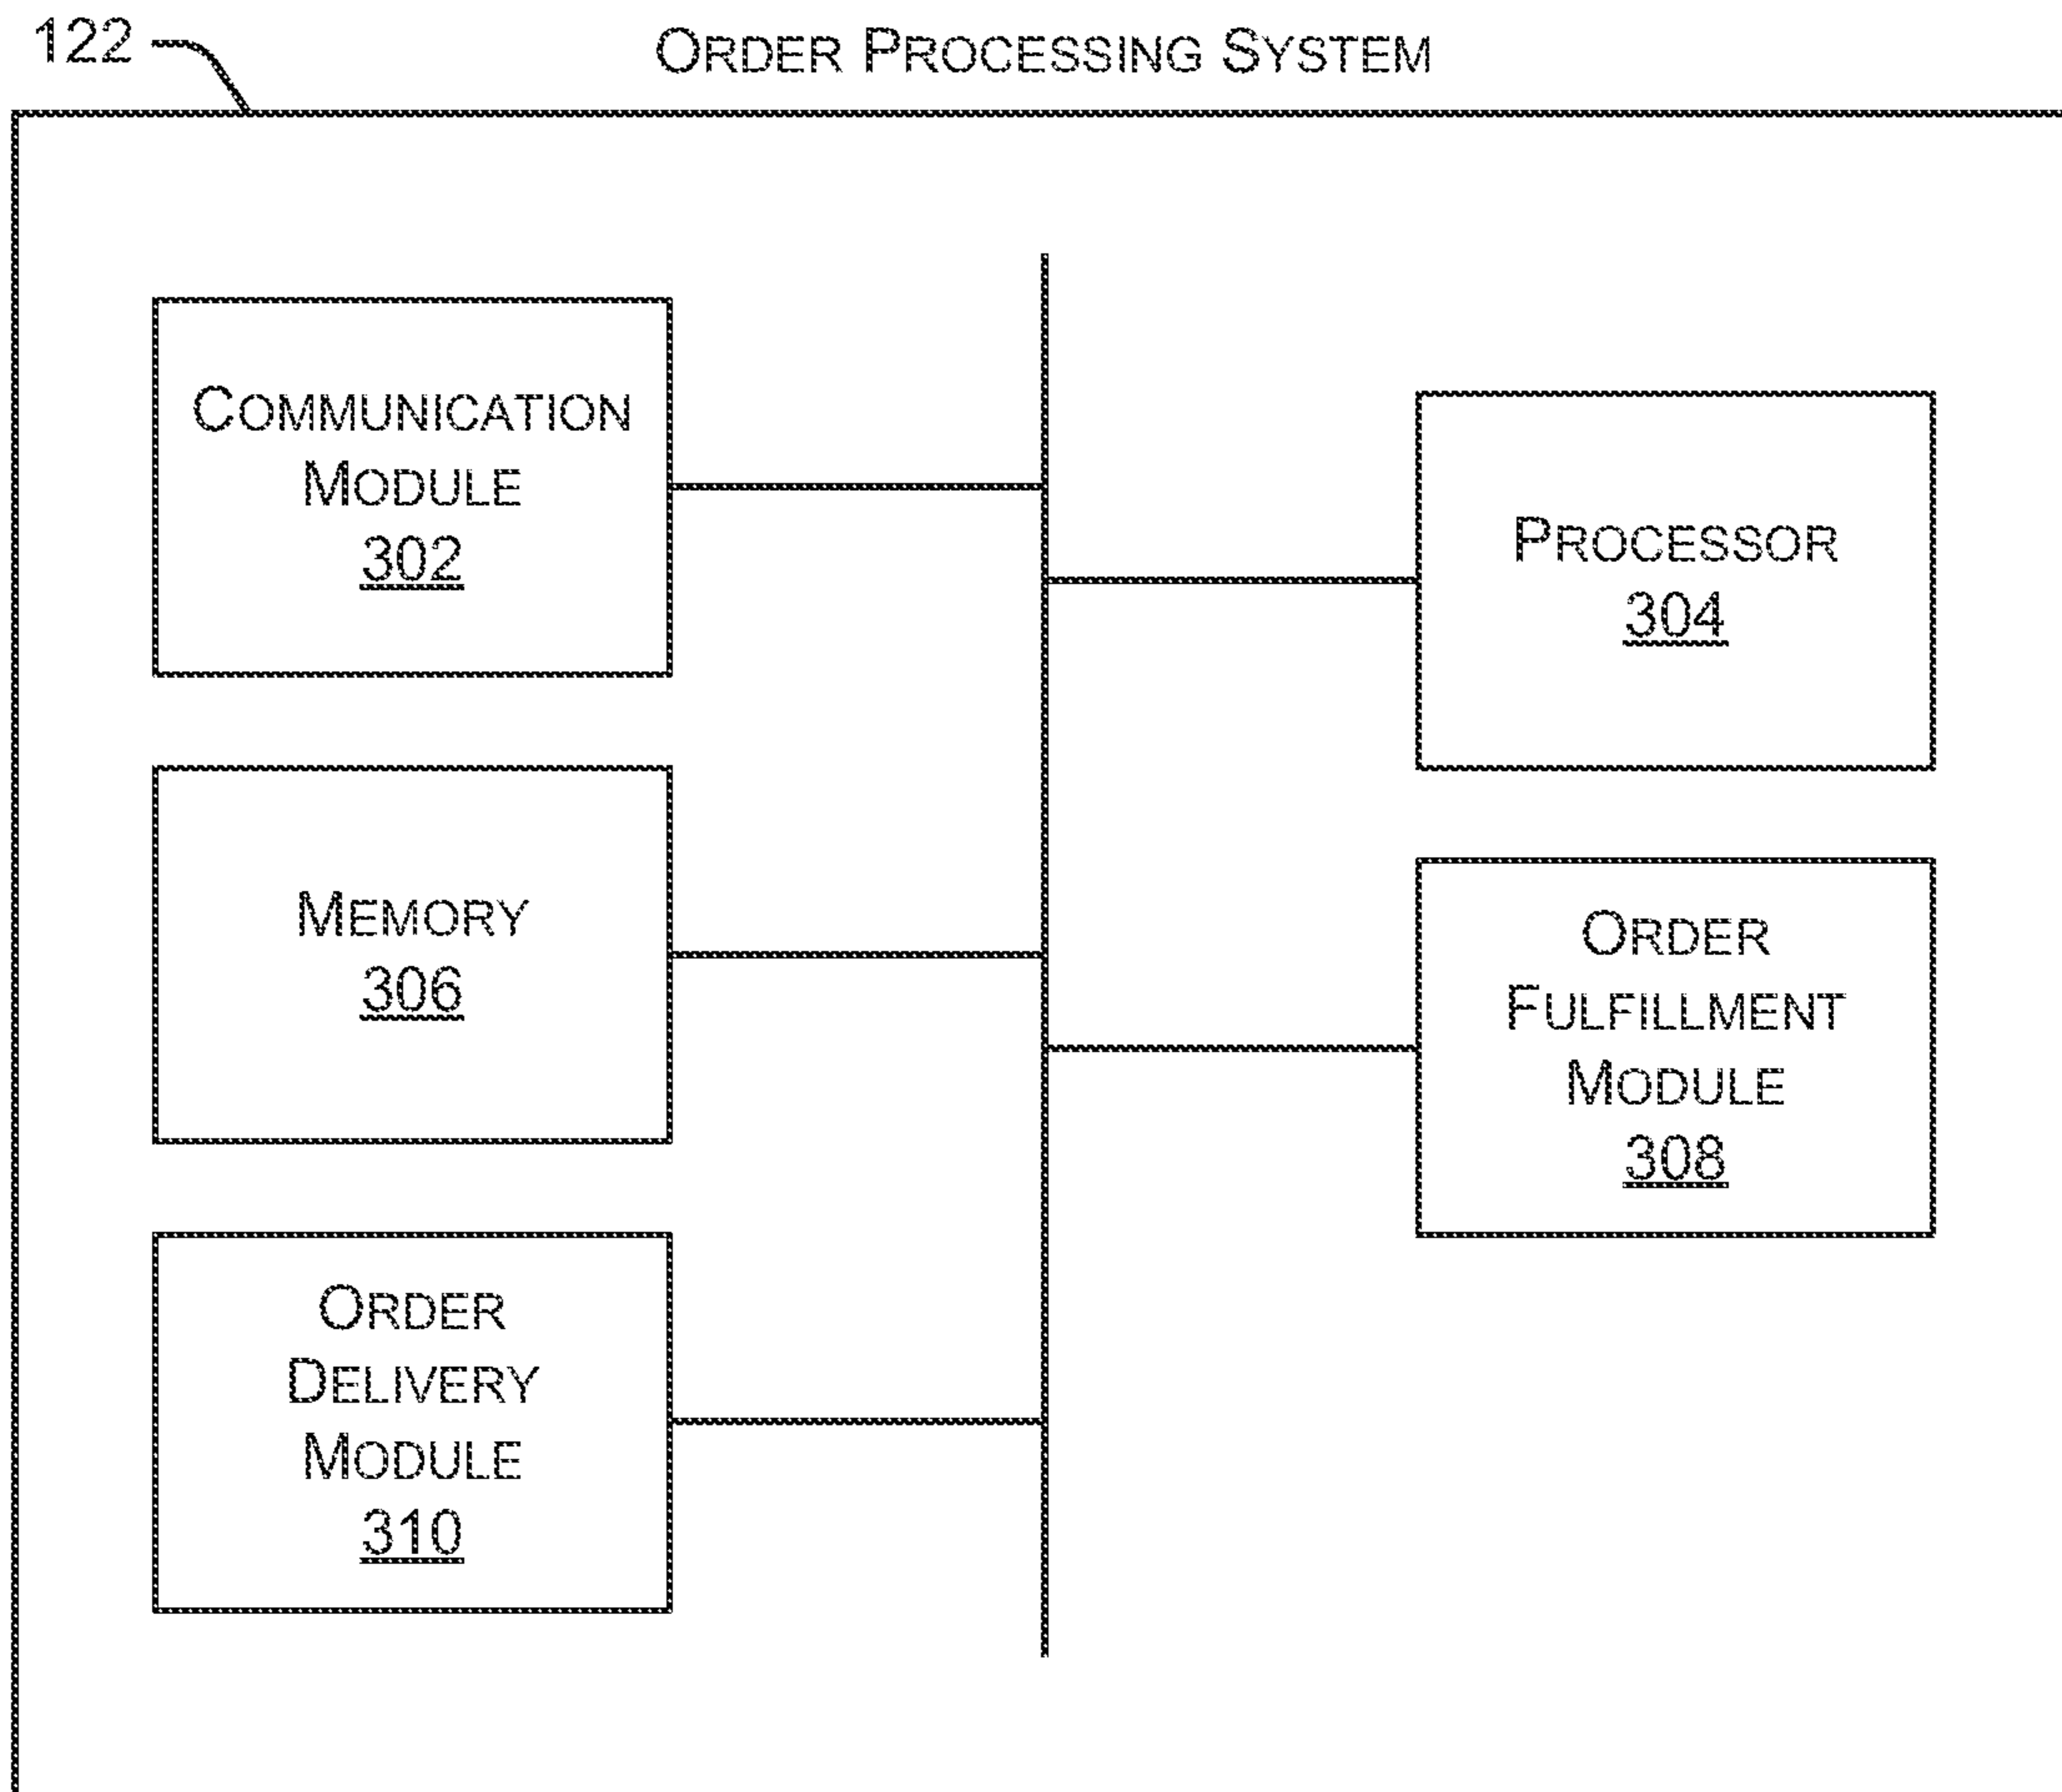 122
ORDER PROCESSING SYSTEM
COMMUNICATION
MODULE
302
PROCESSOR
304
MEMORY
306
ORDER
FULFILLMENT
MODULE
308
ORDER
DELIVERY
MODULE
310